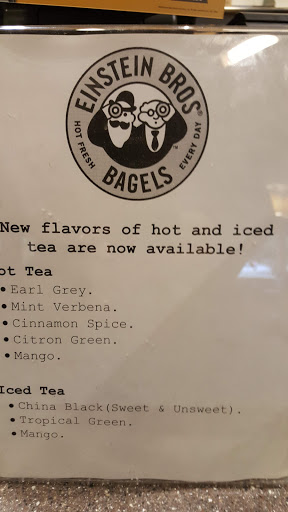 EINSTEIN BROS®
HOT FRESH
EVERY DAY
BAGELS
™
New flavors of hot and iced
tea are now available!
ot Tea
• Earl Grey.
• Mint Verbena.
• Cinnamon Spice.
• Citron Green.
• Mango.
Iced Tea
• China Black(Sweet & Unsweet).
• Tropical Green.
• Mango.